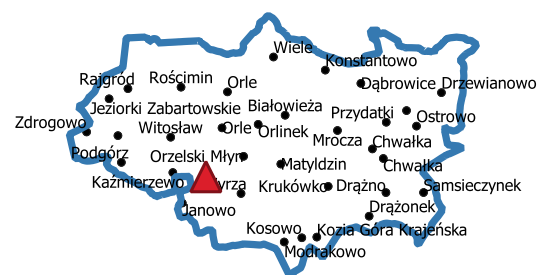 Wiele
Konstantowo
Rajgród
Rościmin
Orle
Dąbrowice
Drzewianowo
Jeziorki Zabartowskie
Białowieża
Przydatki
Ostrowo
Zdrogowo
Witosław
Orle
Orlinek
Mrocza
Chwałka
Podgórz
Orzelski Młyn
Matyldzin
Chwałka
Kaźmierzewo
Krukówko
Drążno
Samsieczynek
Janowo
Drążonek
Kosowo
Kozia Góra Krajeńska
Modrakowo